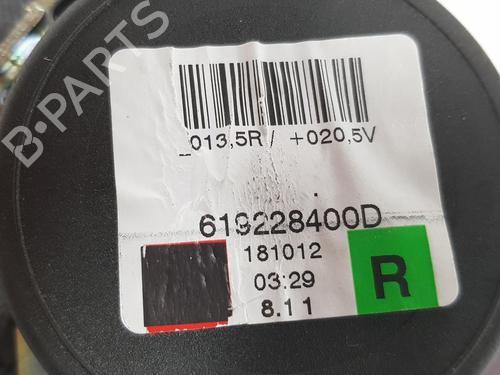 B-PARTS
_013,5R/ +020,5V
619228400D
181012
03:29
8.11
R